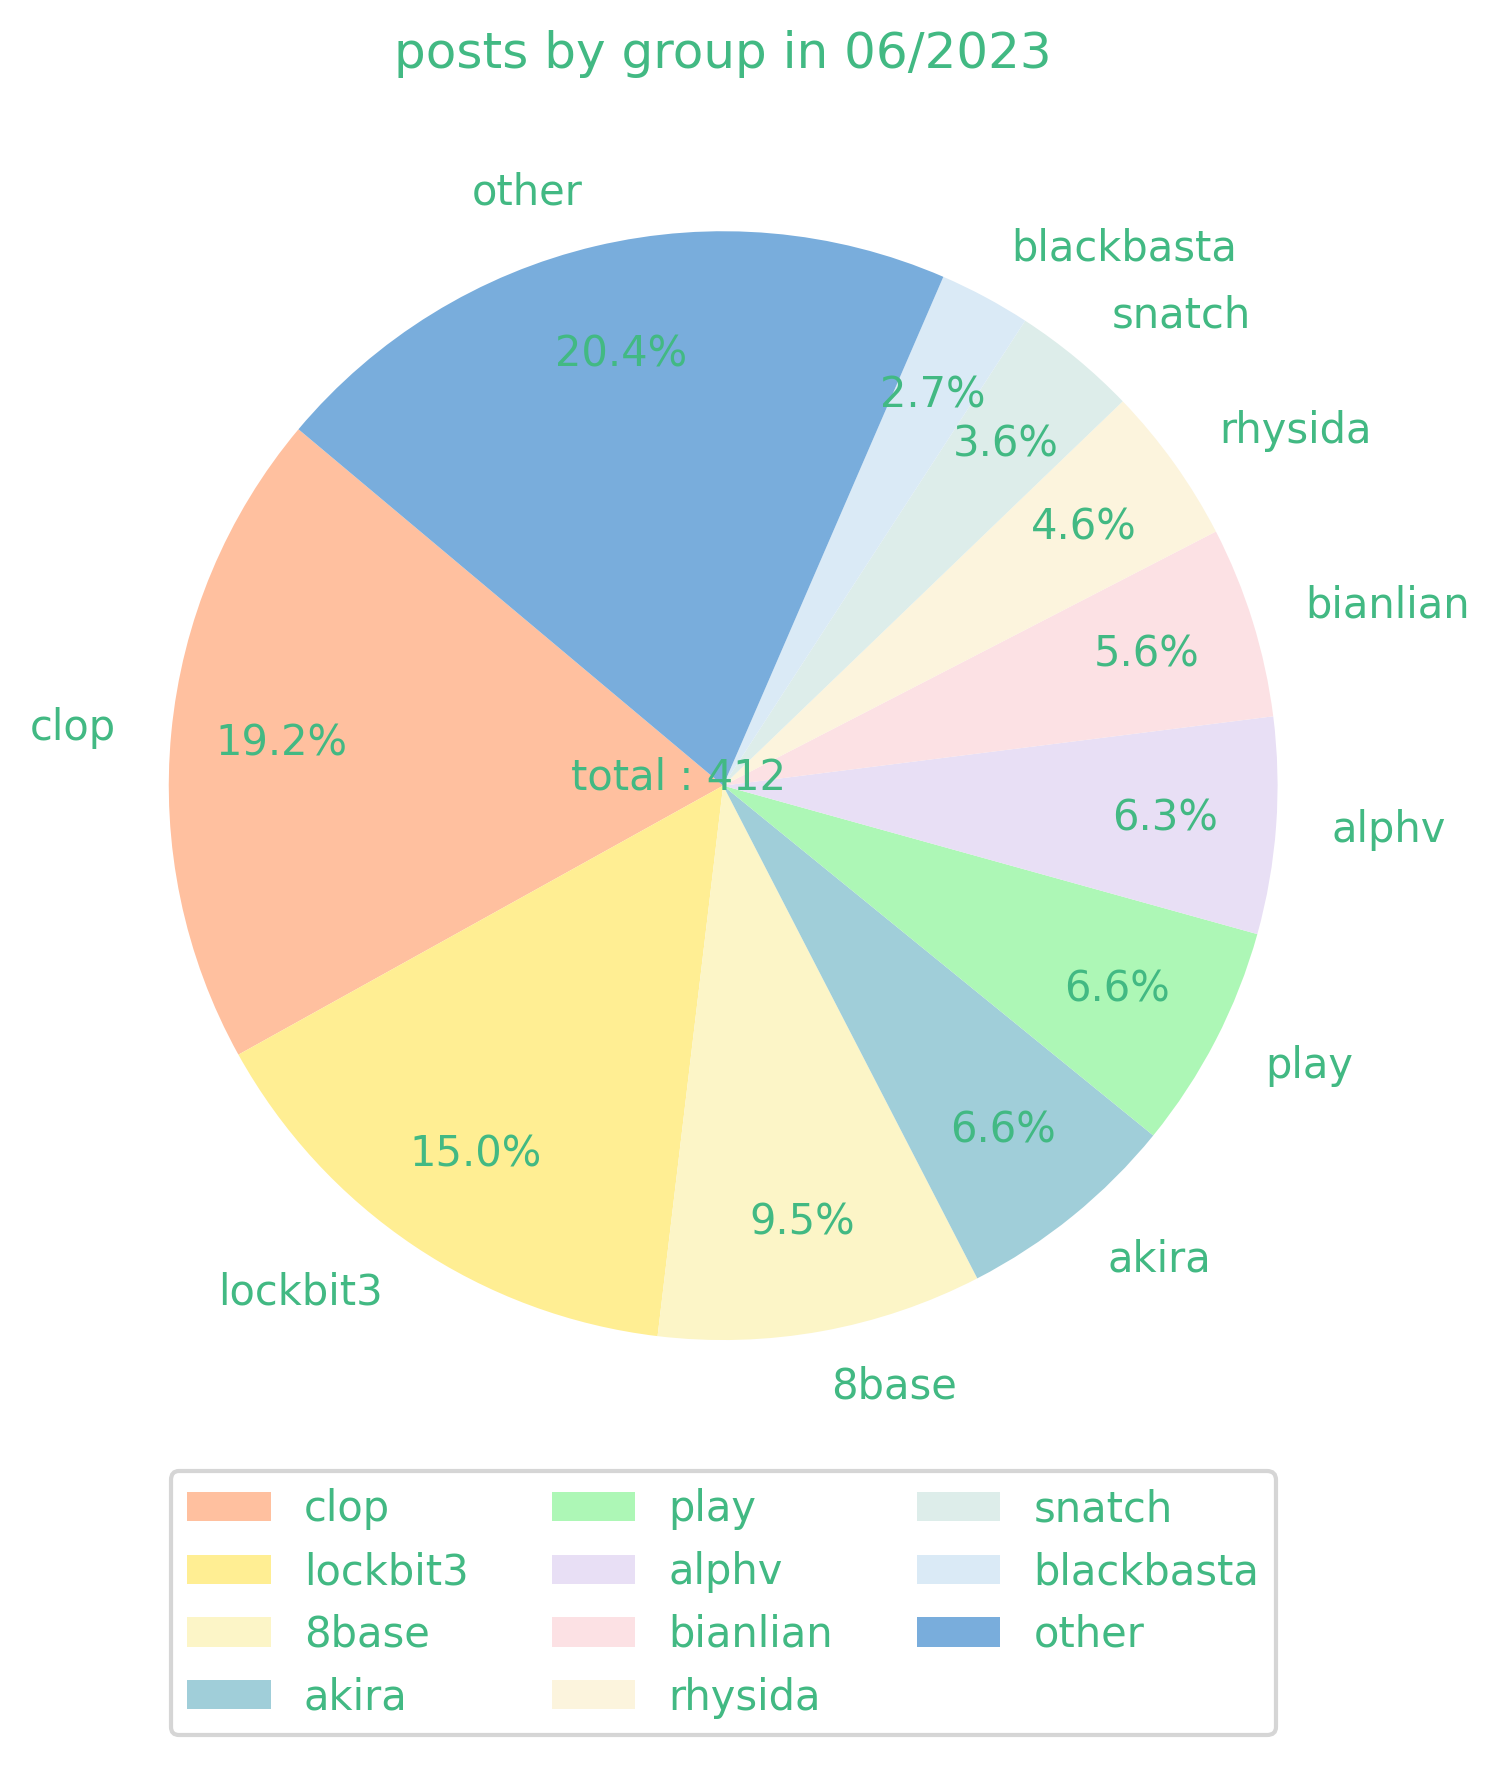 posts by group in 06/2023
other
blackbasta
snatch
rhysida
bianlian
alphv
play
akira
8base
lockbit3
clop
20.4%
2.7%
3.6%
4.6%
5.6%
6.3%
6.6%
6.6%
9.5%
15.0%
19.2%
total : 412
clop
lockbit3
8base
akira
play
alphv
bianlian
rhysida
snatch
blackbasta
other